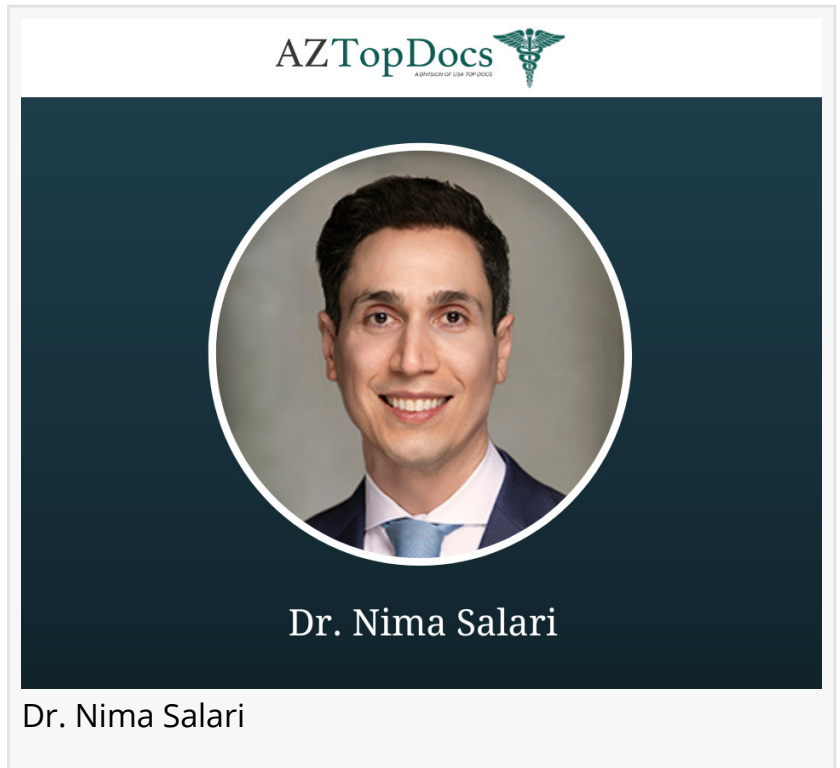 AZTopDocs
A DIVISION OF USA TOP DOCS
Dr. Nima Salari
Dr. Nima Salari